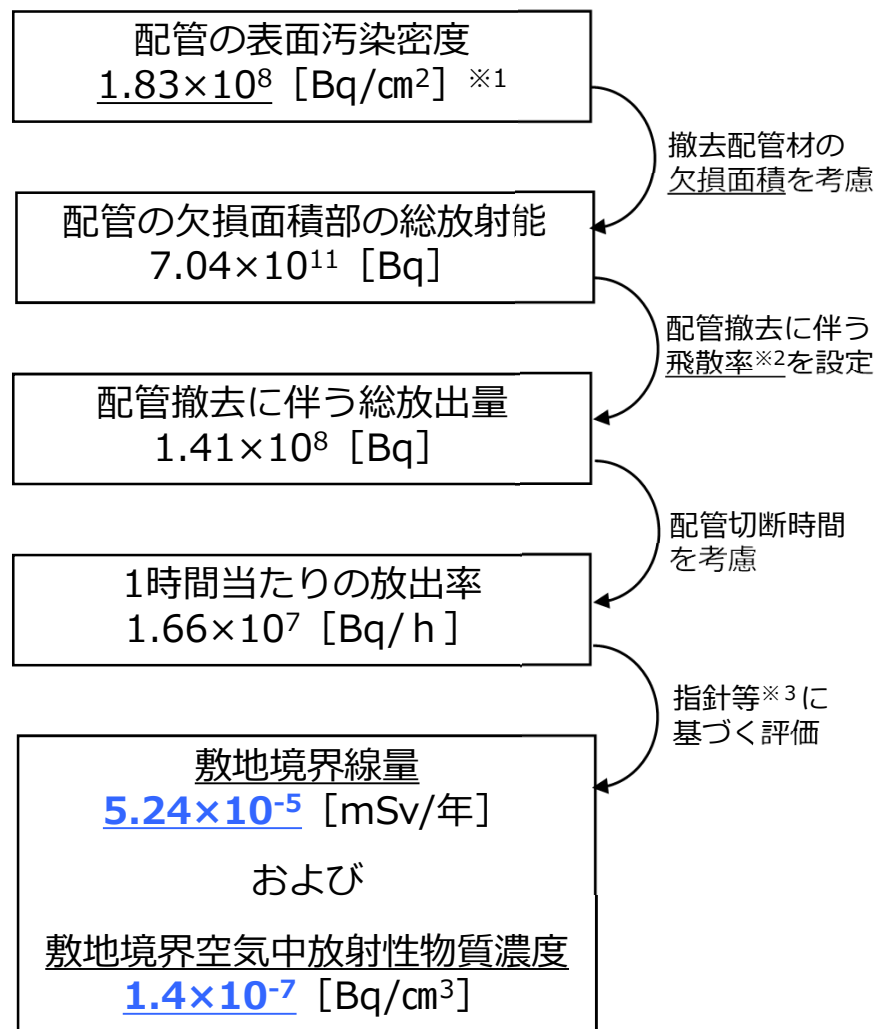 配管の表面汚染密度
1.83×10⁸［Bq/cm²］※1
撤去配管材の
欠損面積を考慮
配管の欠損面積部の総放射能
7.04×10¹¹［Bq］
配管撤去に伴う
飛散率※2を設定
配管撤去に伴う総放出量
1.41×10⁸［Bq］
配管切断時間
を考慮
1時間当たりの放出率
1.66×10⁷［Bq/ｈ］
指針等※3に
基づく評価
敷地境界線量
5.24×10⁻⁵［mSv/年］
および
敷地境界空気中放射性物質濃度
1.4×10⁻⁷［Bq/cm³］